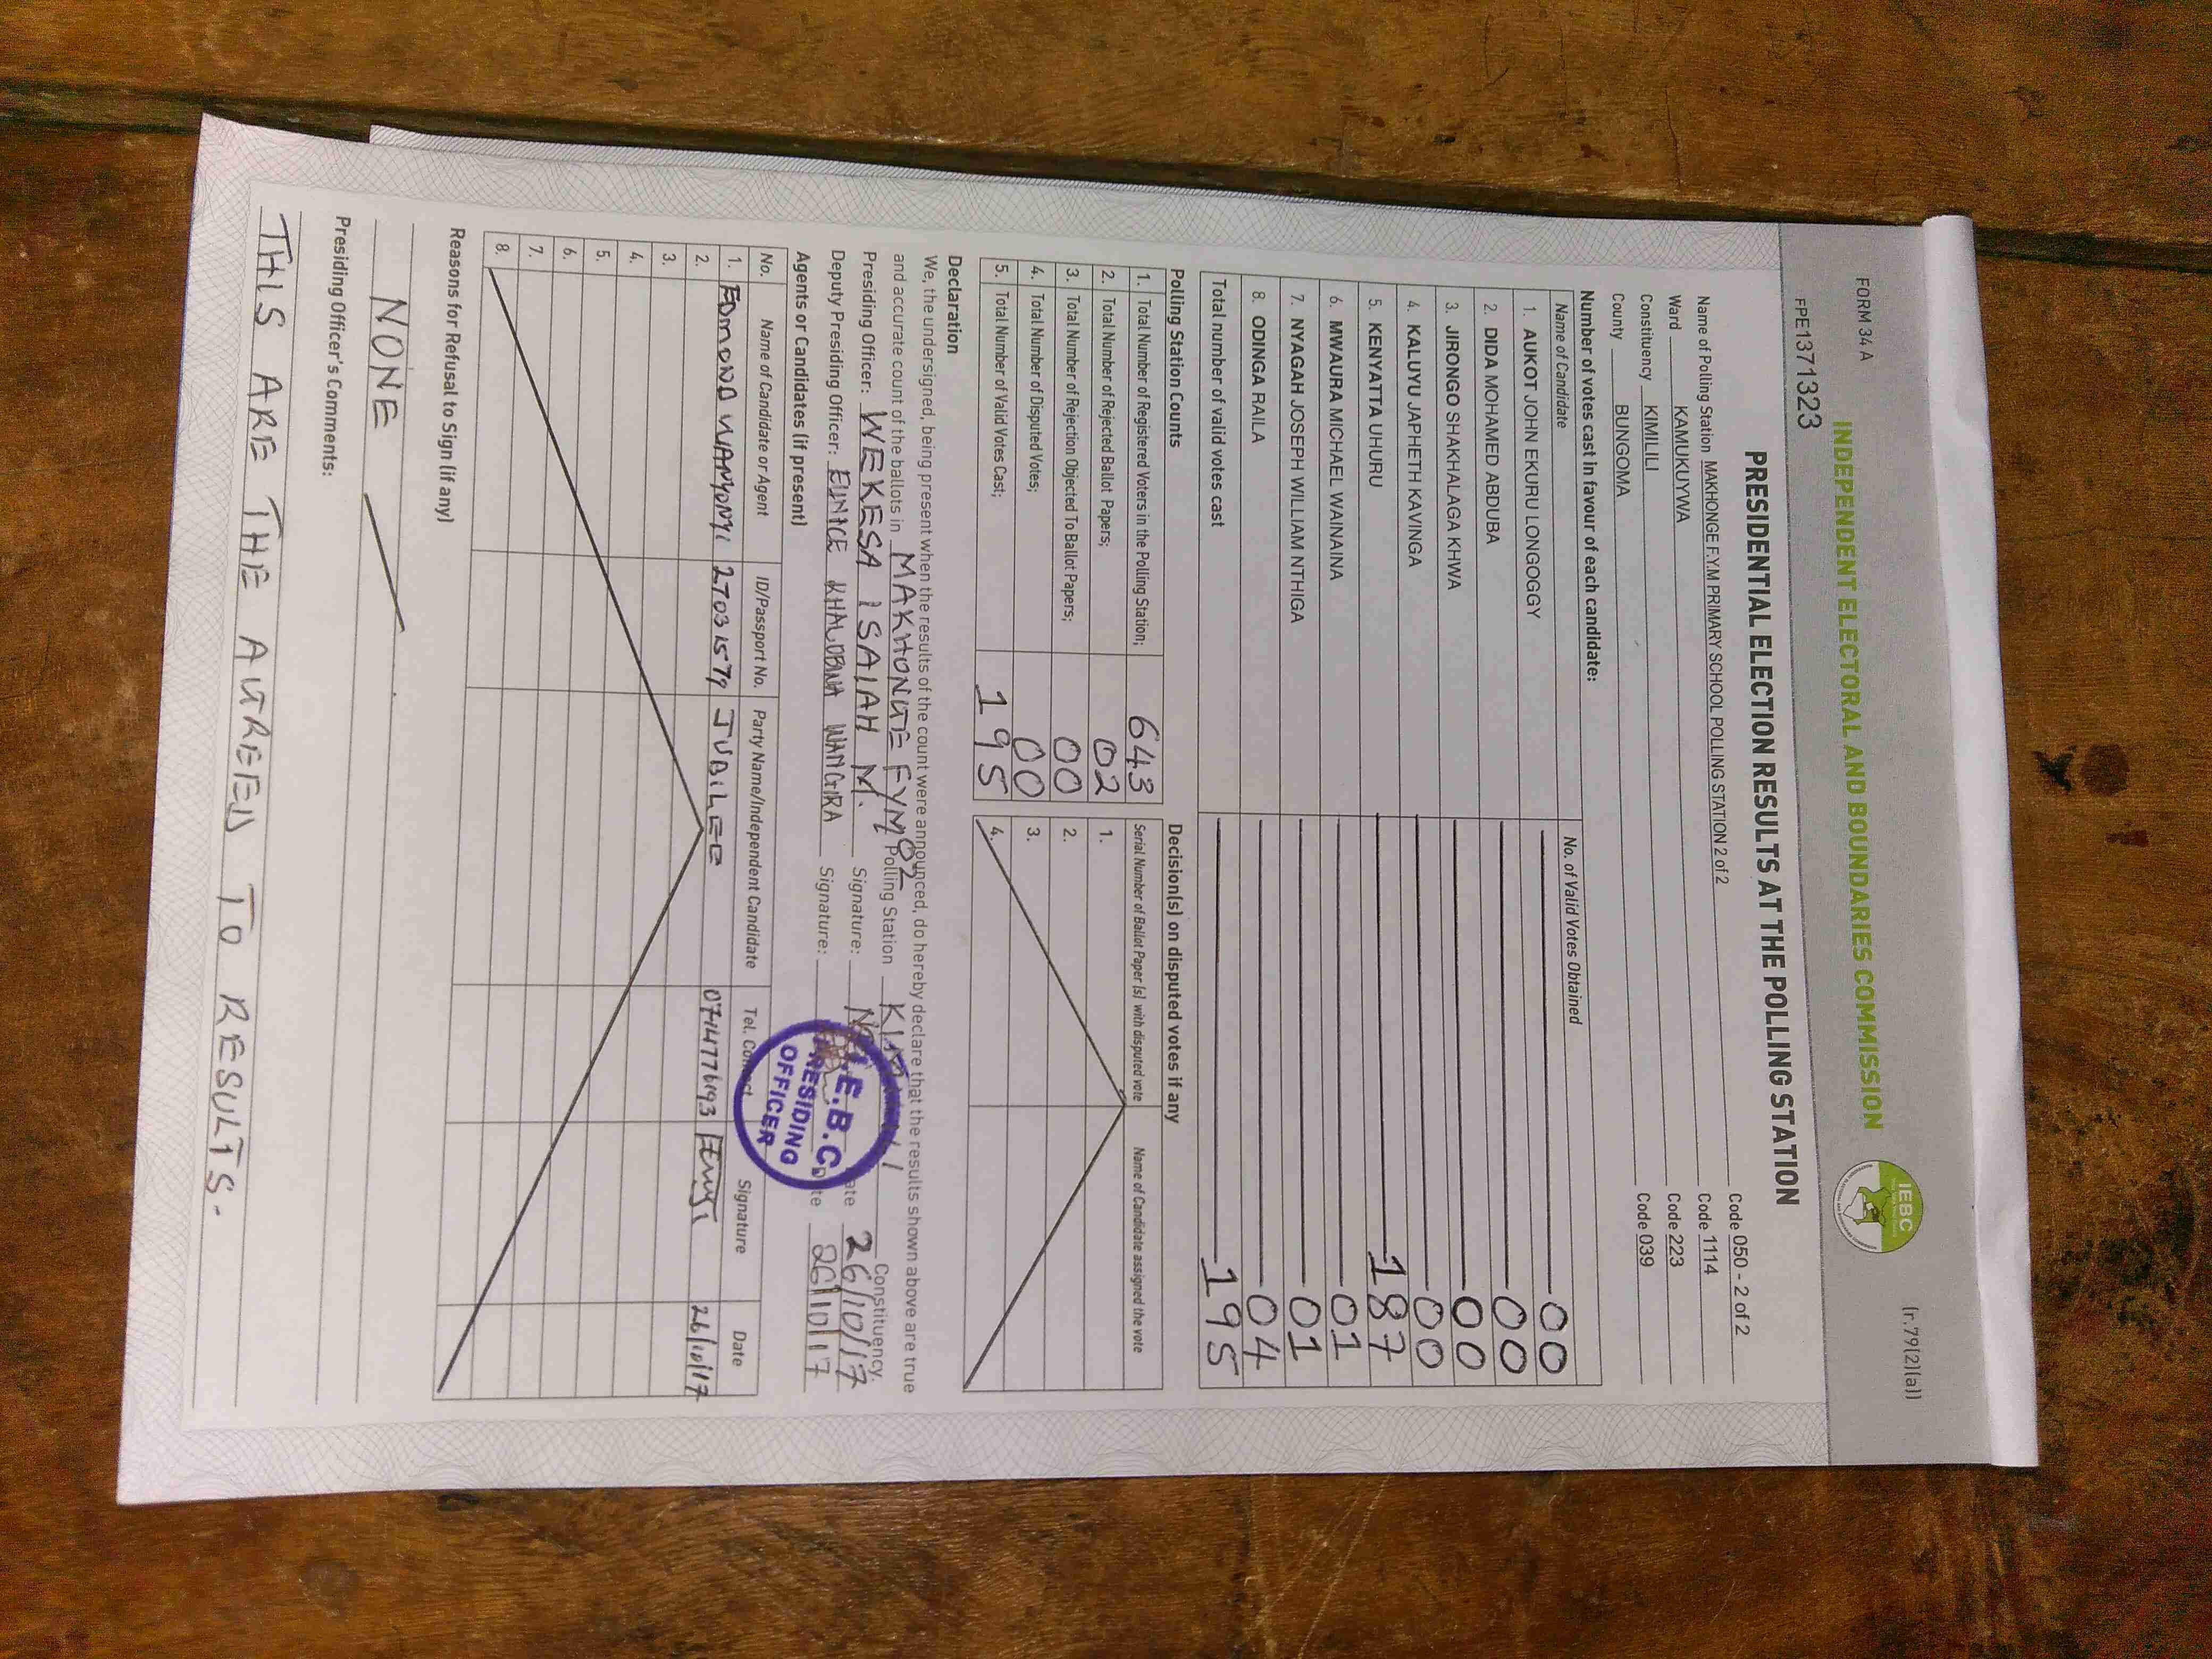 FORM 34 A
(r.79(2)(a))
INDEPENDENT ELECTORAL AND BOUNDARIES COMMISSION
IEBC
FPE1371323
PRESIDENTIAL ELECTION RESULTS AT THE POLLING STATION
Name of Polling Station MAKHONGE F.Y.M PRIMARY SCHOOL POLLING STATION 2 of 2 Code 050 - 2 of 2
Ward KAMUKUYWA Code 1114
Constituency KIMILILI Code 223
County BUNGOMA Code 039
Number of votes cast in favour of each candidate:
Name of Candidate No. of Valid Votes Obtained
1. AUKOT JOHN EKURU LONGOGGY 00
2. DIDA MOHAMED ABDUBA 00
3. JIRONGO SHAKHALAGA KHWA 00
4. KALUYU JAPHETH KAVINGA 00
5. KENYATTA UHURU 187
6. MWAURA MICHAEL WAINAINA 01
7. NYAGAH JOSEPH WILLIAM NTHIGA 01
8. ODINGA RAILA 04
Total number of valid votes cast 195
Polling Station Counts
1. Total Number of Registered Voters in the Polling Station; 643
2. Total Number of Rejected Ballot Papers; 02
3. Total Number of Rejection Objected To Ballot Papers; 00
4. Total Number of Disputed Votes; 00
5. Total Number of Valid Votes Cast; 195
Decision(s) on disputed votes if any
Serial Number of Ballot Paper (s) with disputed vote Name of Candidate assigned the vote
1.
2.
3.
4.
Declaration
We, the undersigned, being present when the results of the count were announced, do hereby declare that the results shown above are true
and accurate count of the ballots in MAKHONGE FYM 02 Polling Station Constituency.
Presiding Officer: WEKESA ISAIAH M. Signature: Date 26/10/17
Deputy Presiding Officer: EUNICE KHALOBWA WANGIRA Signature: Date 26/10/17
I.E.B.C
PRESIDING
OFFICER
Agents or Candidates (if present)
No. Name of Candidate or Agent ID/Passport No. Party Name/Independent Candidate Tel. Contact Signature Date
1. EDMOND WANYONYI 27031579 JUBILEE 0714776193 26/10/17
2.
3.
4.
5.
6.
7.
8.
Reasons for Refusal to Sign (if any)
NONE
Presiding Officer's Comments:
THIS ARE THE AGREED TO RESULTS.